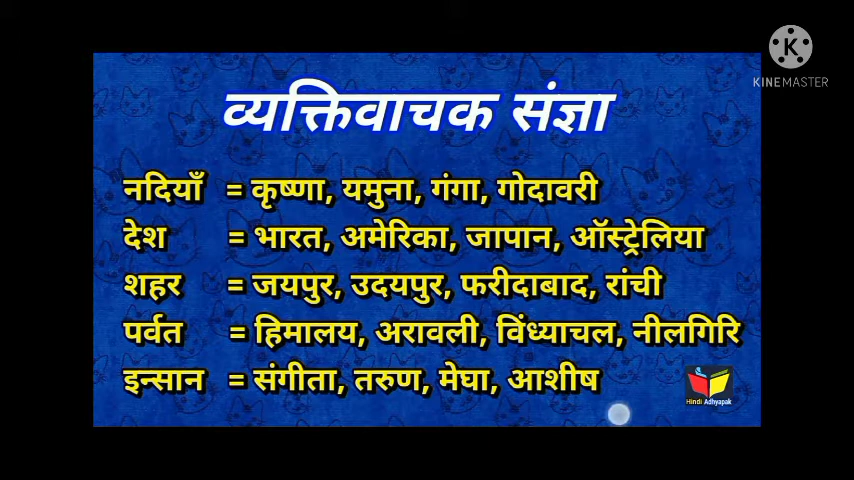 K
KINEMASTER
व्यक्तिवाचक संज्ञा
नदियाँ = कृष्णा, यमुना, गंगा, गोदावरी
देश = भारत, अमेरिका, जापान, ऑस्ट्रेलिया
शहर = जयपुर, उदयपुर, फरीदाबाद, रांची
पर्वत = हिमालय, अरावली, विंध्याचल, नीलगिरि
इन्सान = संगीता, तरुण, मेघा, आशीष
Hindi Adhyapak